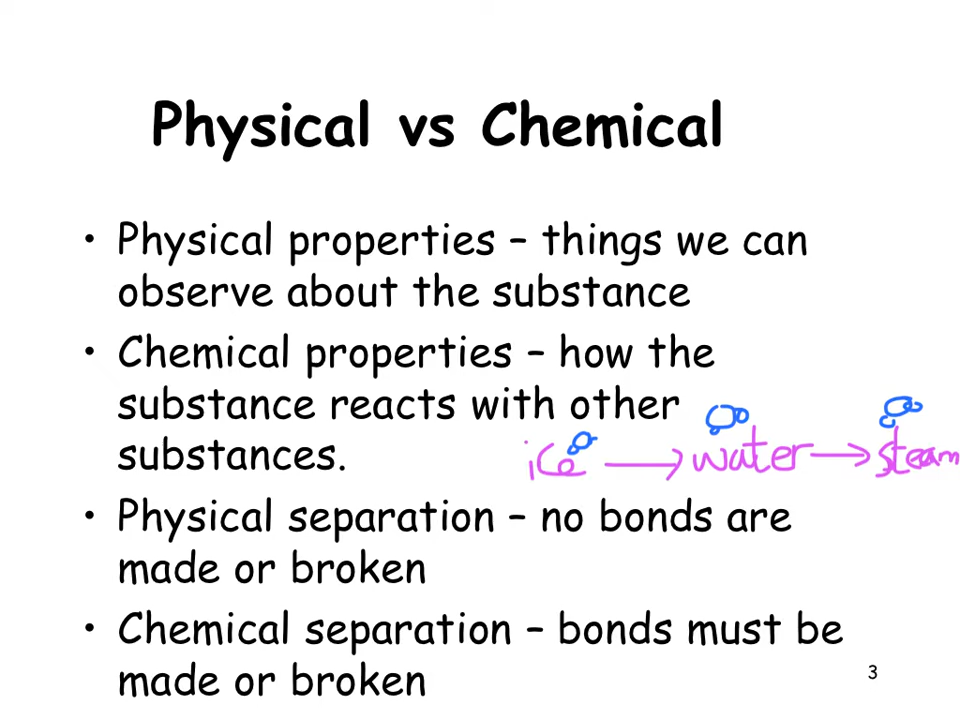 Physical vs Chemical
• Physical properties – things we can
observe about the substance
• Chemical properties – how the
substance reacts with other
substances.
ice → water → steam
• Physical separation – no bonds are
made or broken
• Chemical separation – bonds must be
made or broken
3